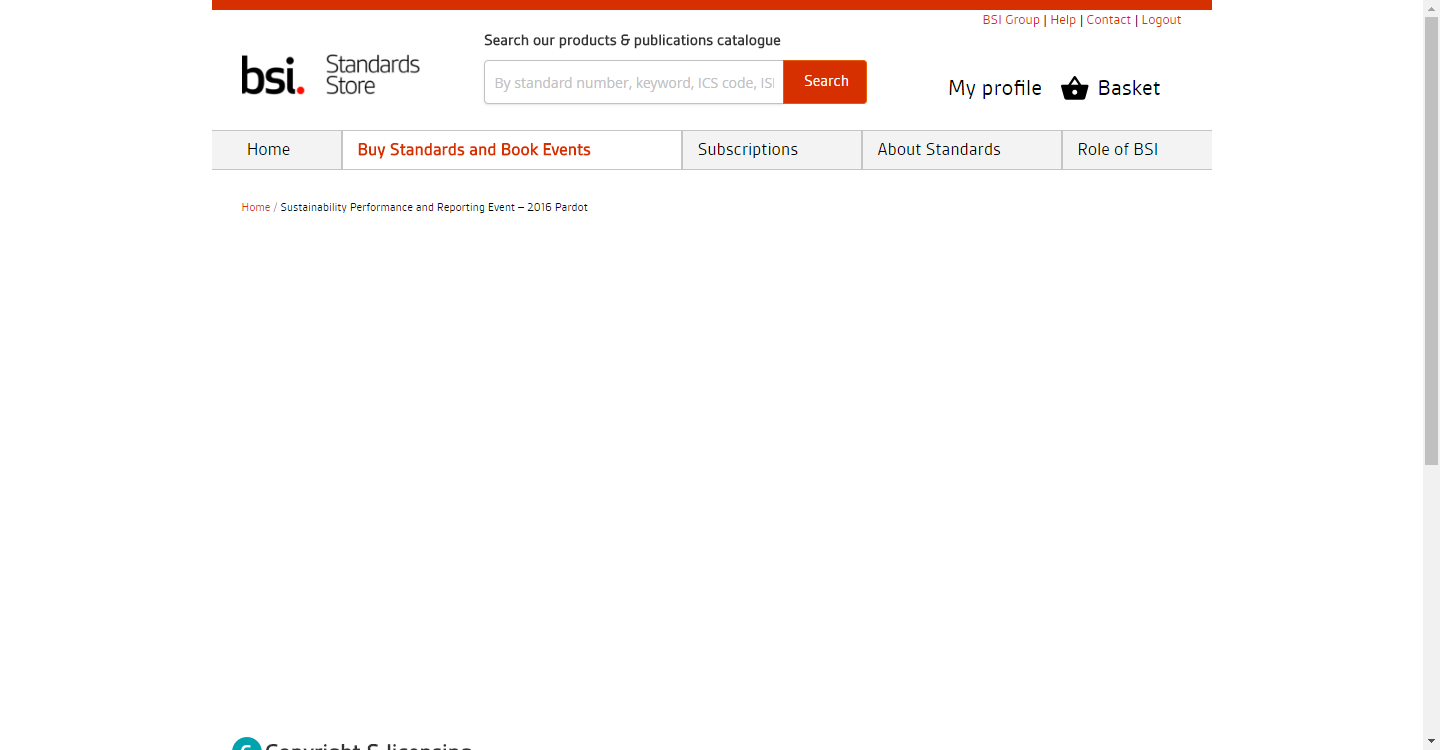 BSI Group | Help | Contact | Logout
Search our products & publications catalogue
bsi. Standards Store
By standard number, keyword, ICS code, ISI
Search
My profile
Basket
Home
Buy Standards and Book Events
Subscriptions
About Standards
Role of BSI
Home / Sustainability Performance and Reporting Event – 2016 Pardot
Copyright & licensing